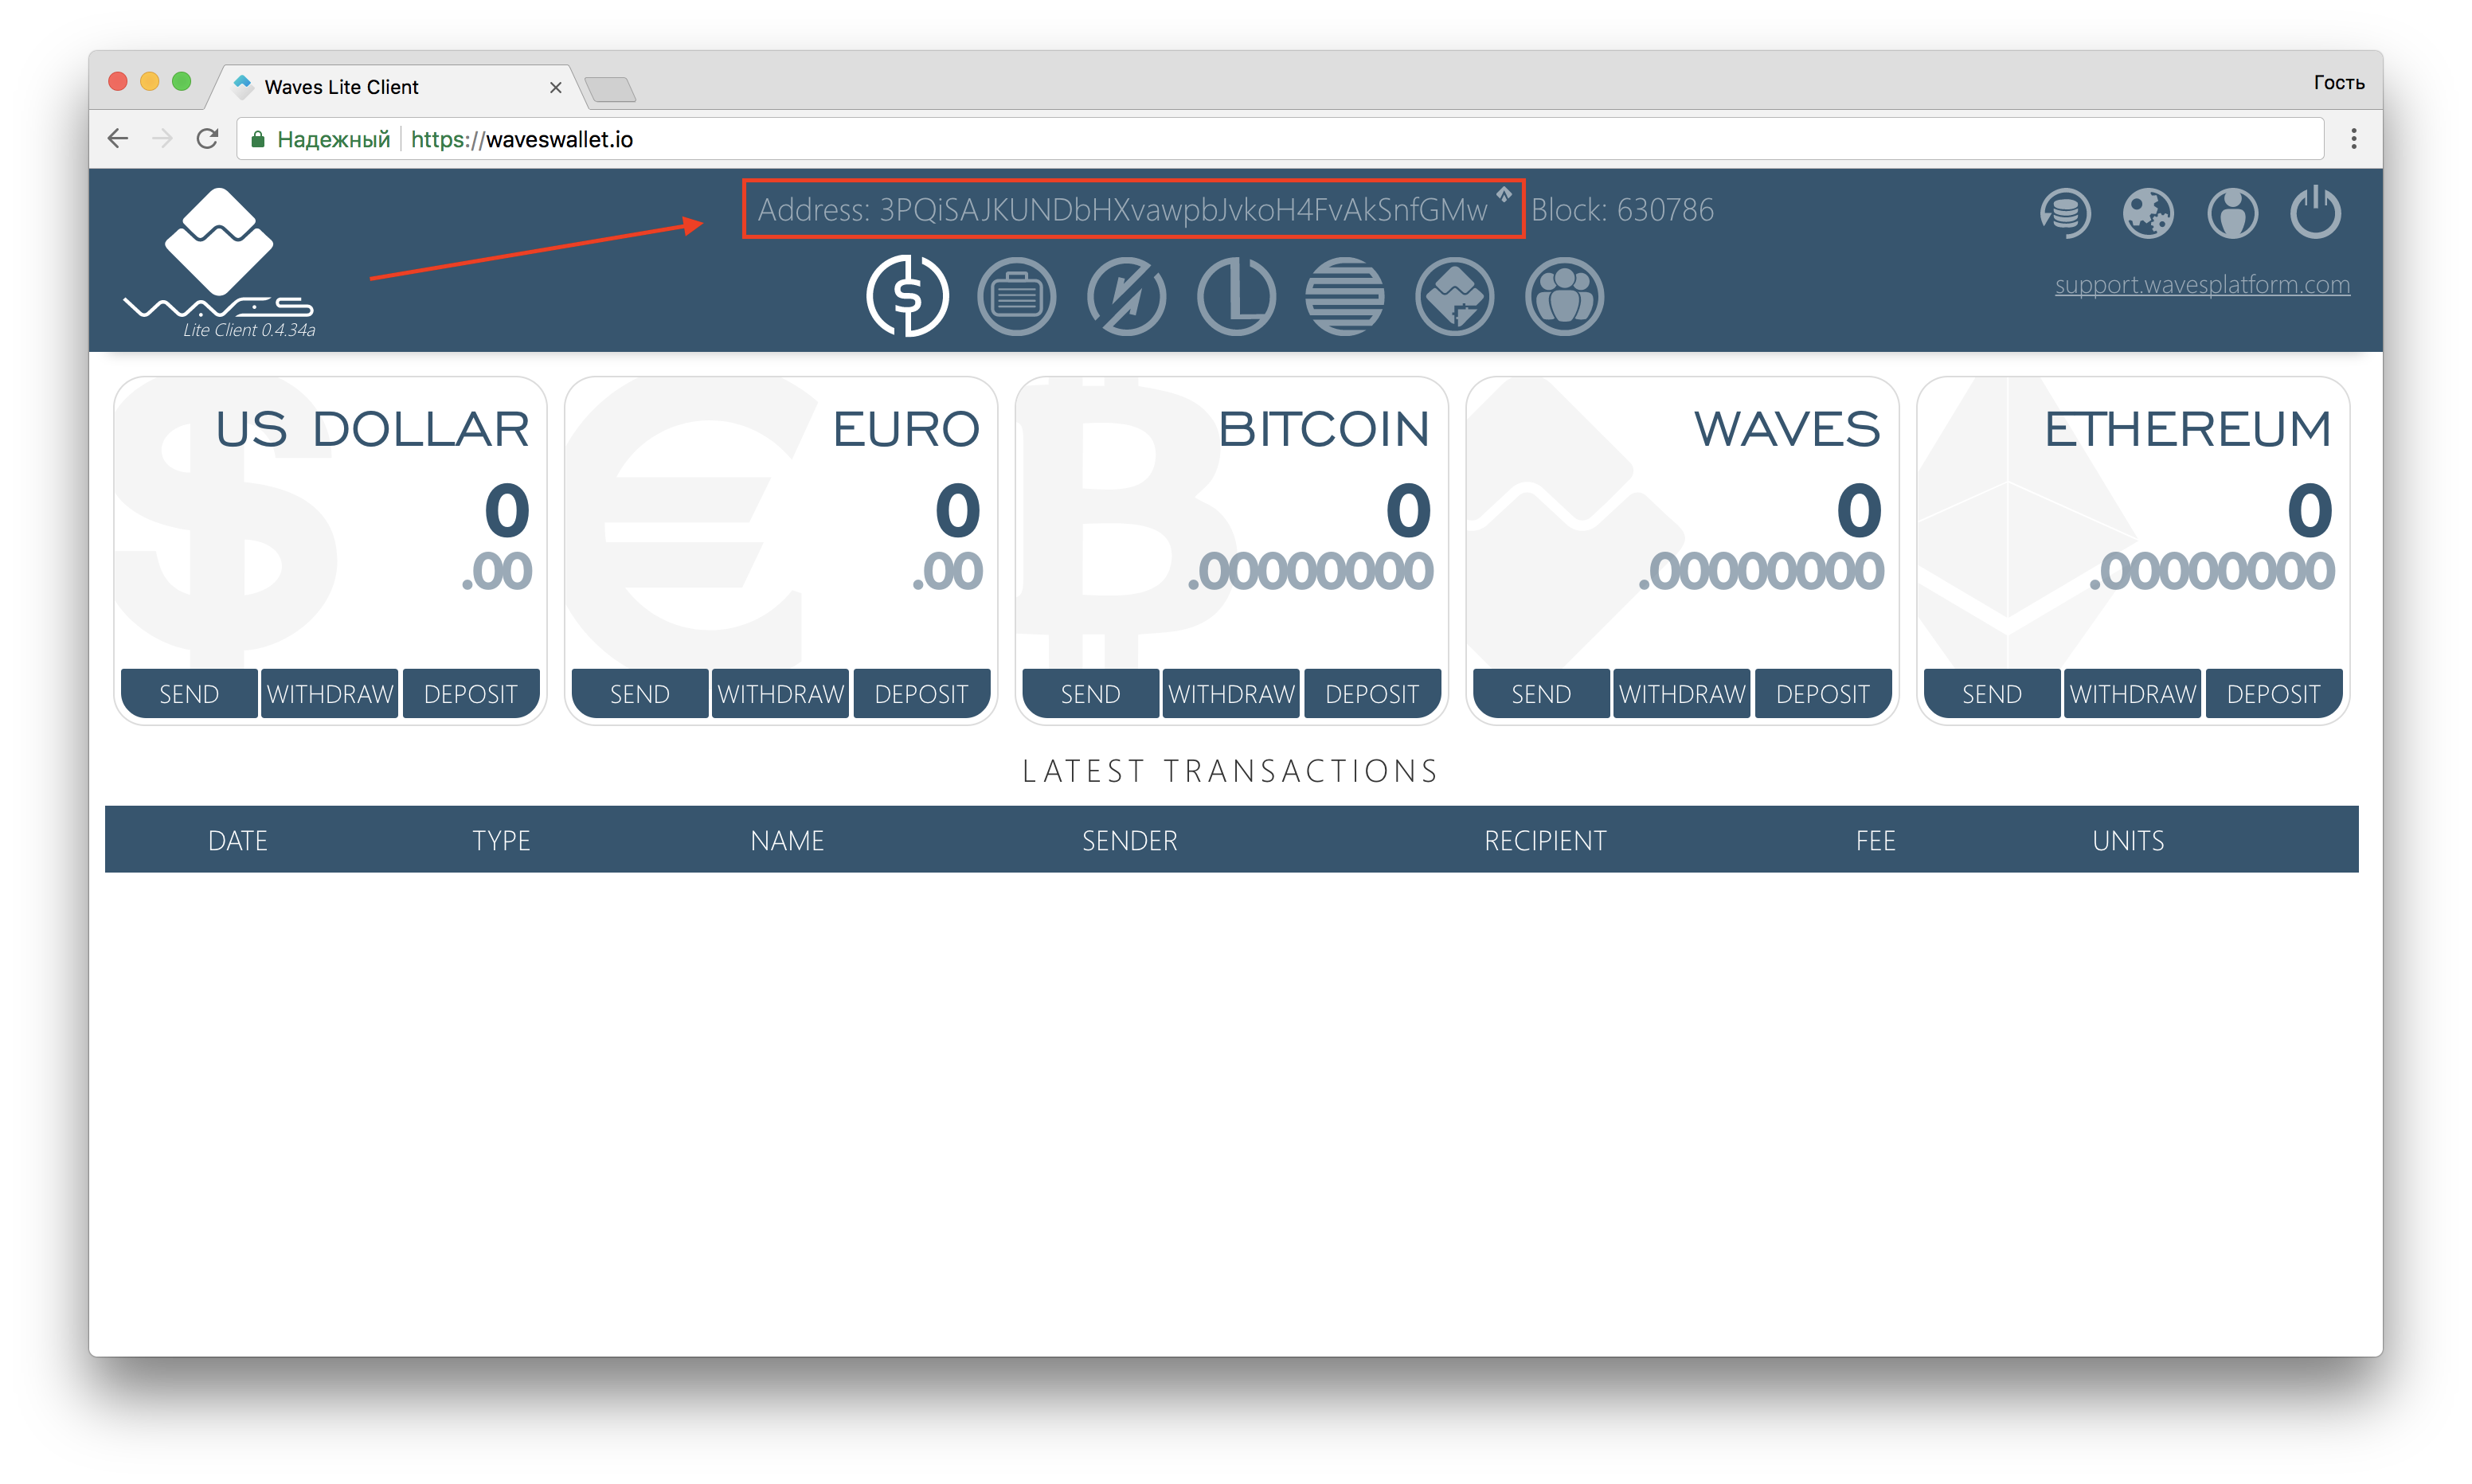 Waves Lite Client
Гость
Надежный https://waveswallet.io
Address: 3PQiSAJKUNDbHXvawpbJvkoH4FvAkSnfGMw Block: 630786
WAVES
Lite Client 0.4.34a
support.wavesplatform.com
US DOLLAR
0
.00
SEND WITHDRAW DEPOSIT
EURO
0
.00
SEND WITHDRAW DEPOSIT
BITCOIN
0
.00000000
SEND WITHDRAW DEPOSIT
WAVES
0
.00000000
SEND WITHDRAW DEPOSIT
ETHEREUM
0
.00000000
SEND WITHDRAW DEPOSIT
LATEST TRANSACTIONS
DATE TYPE NAME SENDER RECIPIENT FEE UNITS